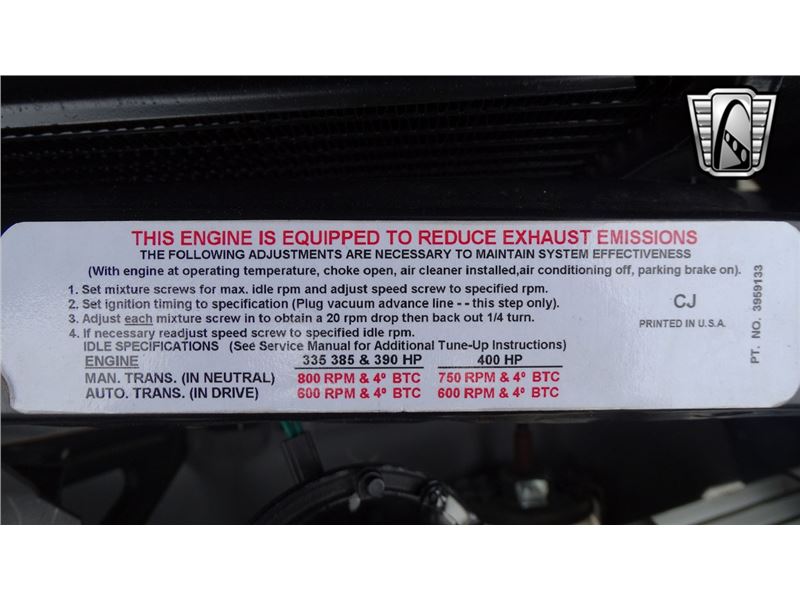 THIS ENGINE IS EQUIPPED TO REDUCE EXHAUST EMISSIONS
THE FOLLOWING ADJUSTMENTS ARE NECESSARY TO MAINTAIN SYSTEM EFFECTIVENESS
(With engine at operating temperature, choke open, air cleaner installed,air conditioning off, parking brake on).
1. Set mixture screws for max. idle rpm and adjust speed screw to specified rpm.
2. Set ignition timing to specification (Plug vacuum advance line - - this step only).
3. Adjust each mixture screw in to obtain a 20 rpm drop then back out 1/4 turn.
4. If necessary readjust speed screw to specified idle rpm.
IDLE SPECIFICATIONS (See Service Manual for Additional Tune-Up Instructions)
ENGINE 335 385 & 390 HP 400 HP
MAN. TRANS. (IN NEUTRAL) 800 RPM & 4º BTC 750 RPM & 4º BTC
AUTO. TRANS. (IN DRIVE) 600 RPM & 4º BTC 600 RPM & 4º BTC
CJ
PRINTED IN U.S.A.
PT. NO. 3959133